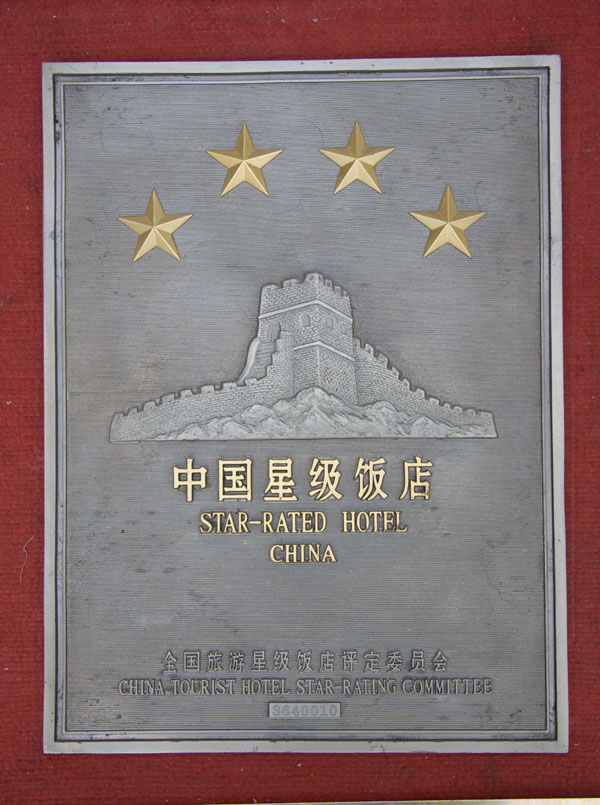 中国星级饭店
STAR-RATED HOTEL
CHINA
全国旅游星级饭店评定委员会
CHINA TOURIST HOTEL STAR-RATING COMMITTEE
3640010